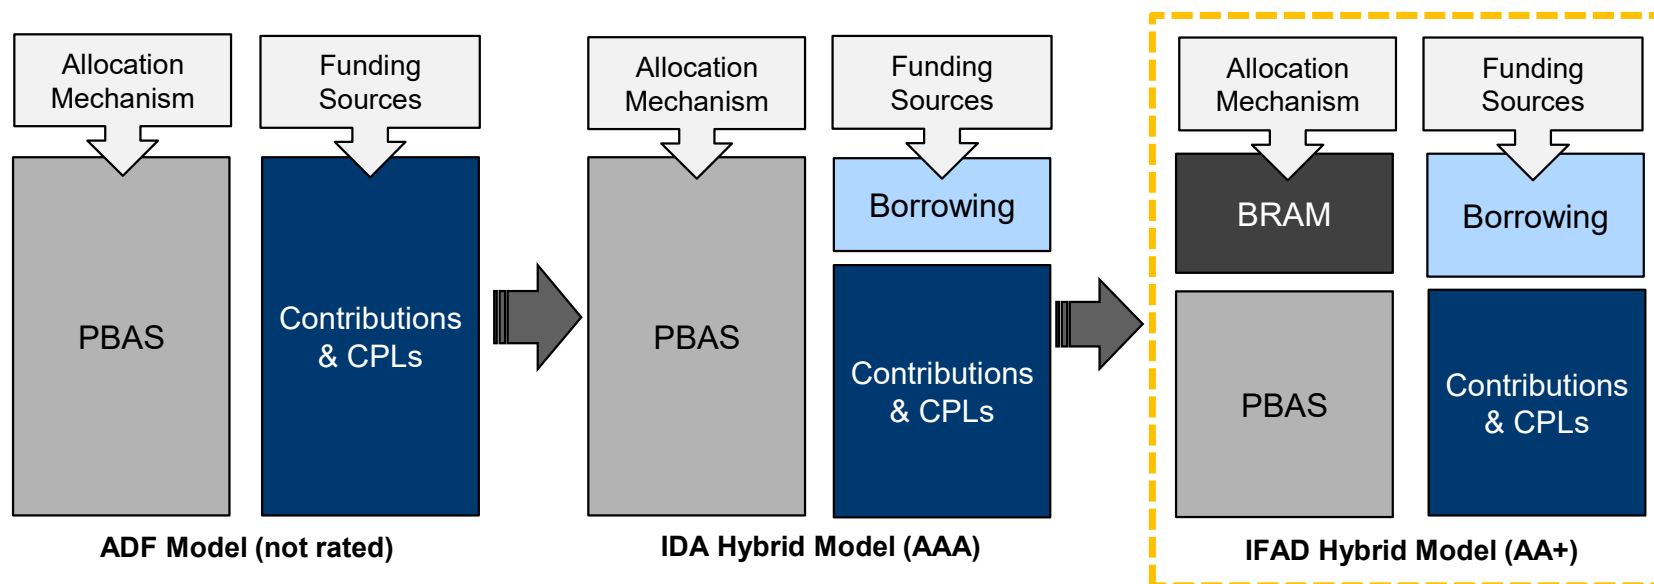 Allocation
Mechanism
Funding
Sources
PBAS
Contributions
& CPLs
ADF Model (not rated)
Allocation
Mechanism
Funding
Sources
PBAS
Borrowing
Contributions
& CPLs
IDA Hybrid Model (AAA)
Allocation
Mechanism
Funding
Sources
BRAM
Borrowing
PBAS
Contributions
& CPLs
IFAD Hybrid Model (AA+)